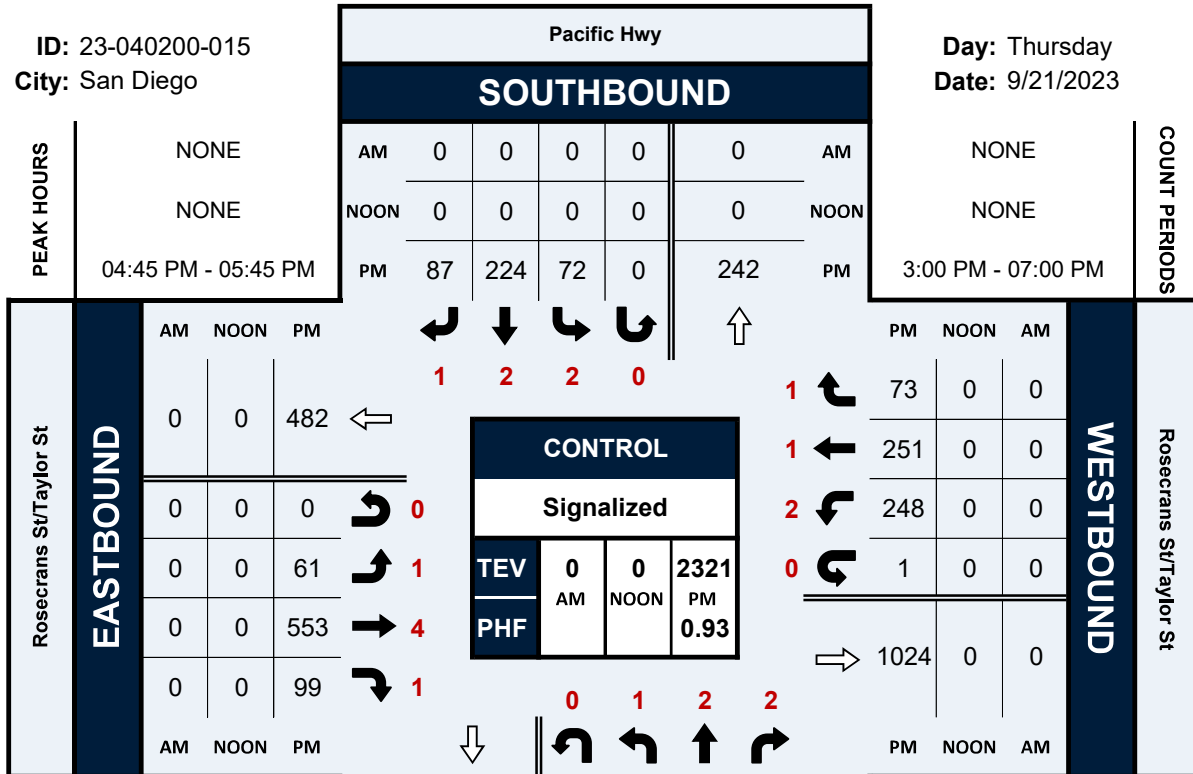 ID: 23-040200-015
City: San Diego
Pacific Hwy
SOUTHBOUND
Day: Thursday
Date: 9/21/2023
PEAK HOURS
NONE
NONE
04:45 PM - 05:45 PM
AM 0 0 0 0 0 AM
NOON 0 0 0 0 0 NOON
PM 87 224 72 0 242 PM
NONE
NONE
3:00 PM - 07:00 PM
COUNT PERIODS
1 2 2 0
Rosecrans St/Taylor St
EASTBOUND
AM NOON PM
0 0 482
0 0 0 0
0 0 61 1
0 0 553 4
0 0 99 1
AM NOON PM
CONTROL
Signalized
TEV 0 0 2321
AM NOON PM
PHF 0.93
PM NOON AM
1 73 0 0
1 251 0 0
2 248 0 0
0 1 0 0
1024 0 0
PM NOON AM
WESTBOUND
Rosecrans St/Taylor St
0 1 2 2